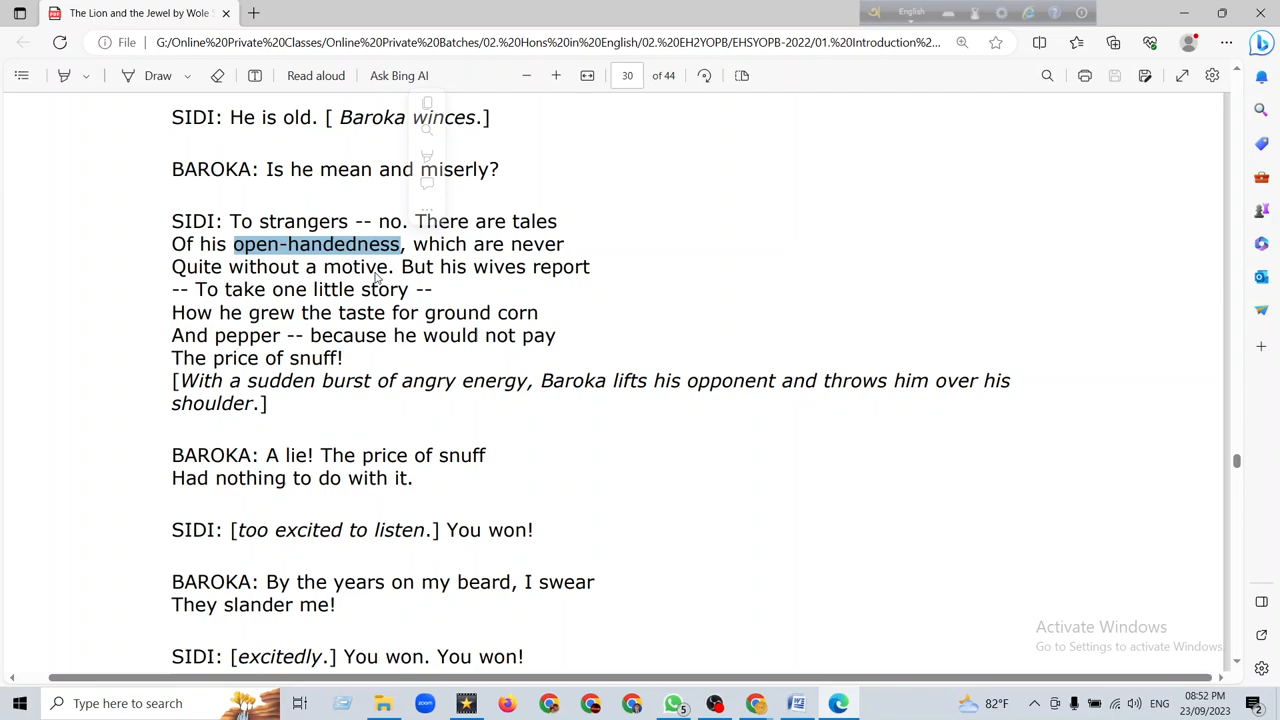 The Lion and the Jewel by Wole S
English
File
G:/Online%20Private%20Classes/Online%20Private%20Batches/02.%20Hons%20in%20English/02.%20EH2YOPB/EHSYOPB-2022/01.%20Introduction%20...
Draw
Read aloud
Ask Bing AI
30 of 44
SIDI: He is old. [ Baroka winces.]
BAROKA: Is he mean and miserly?
SIDI: To strangers -- no. There are tales
Of his open-handedness, which are never
Quite without a motive. But his wives report
-- To take one little story --
How he grew the taste for ground corn
And pepper -- because he would not pay
The price of snuff!
[With a sudden burst of angry energy, Baroka lifts his opponent and throws him over his
shoulder.]
BAROKA: A lie! The price of snuff
Had nothing to do with it.
SIDI: [too excited to listen.] You won!
BAROKA: By the years on my beard, I swear
They slander me!
SIDI: [excitedly.] You won. You won!
Activate Windows
Go to Settings to activate Windows.
Type here to search
zoom
5
82°F
ENG
08:52 PM
23/09/2023
2